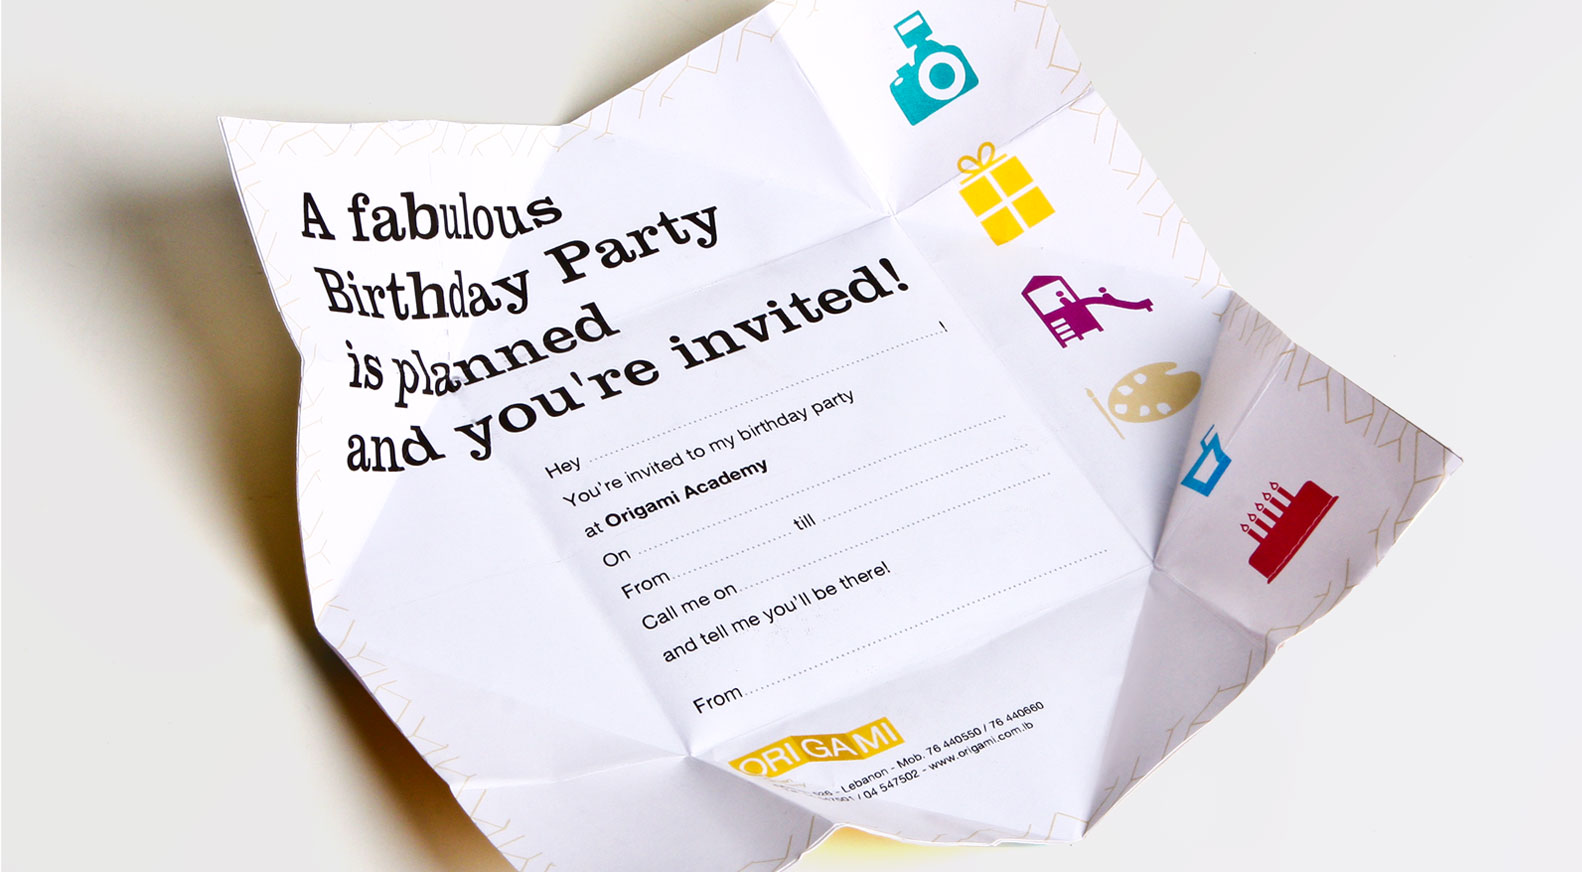 A fabulous
Birthday Party
is planned
and you're invited!
Hey ........................!
You're invited to my birthday party
at Origami Academy
On
From till
Call me on
and tell me you'll be there!
From
ORIGAMI
- Lebanon - Mob. 76 440550 / 76 440660
/ 04 547502 - www.origami.com.lb